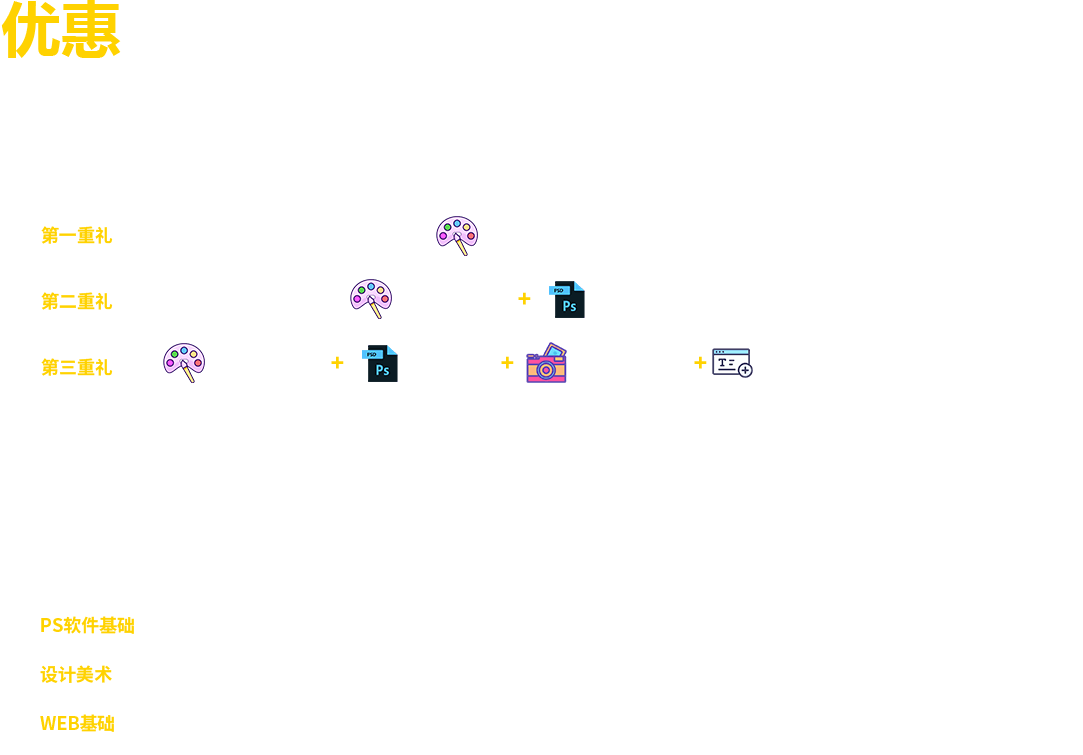 优惠
第一重礼
第二重礼 + PSD Ps
第三重礼 + PSD Ps + + T
PS软件基础
设计美术
WEB基础